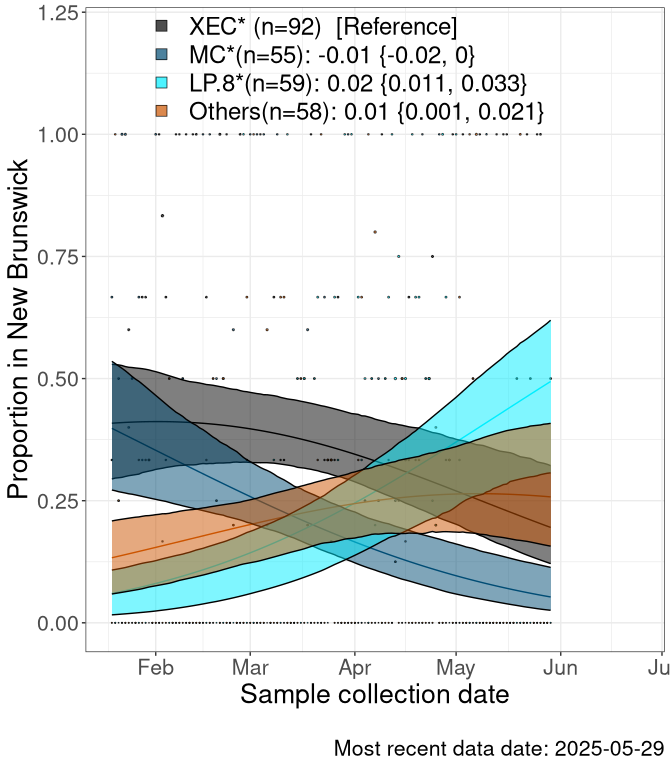 XEC* (n=92)  [Reference]
MC*(n=55): -0.01 {-0.02, 0}
LP.8*(n=59): 0.02 {0.011, 0.033}
Others(n=58): 0.01 {0.001, 0.021}
1.25
1.00
0.75
0.50
0.25
0.00
Proportion in New Brunswick
Feb Mar Apr May Jun Ju
Sample collection date
Most recent data date: 2025-05-29